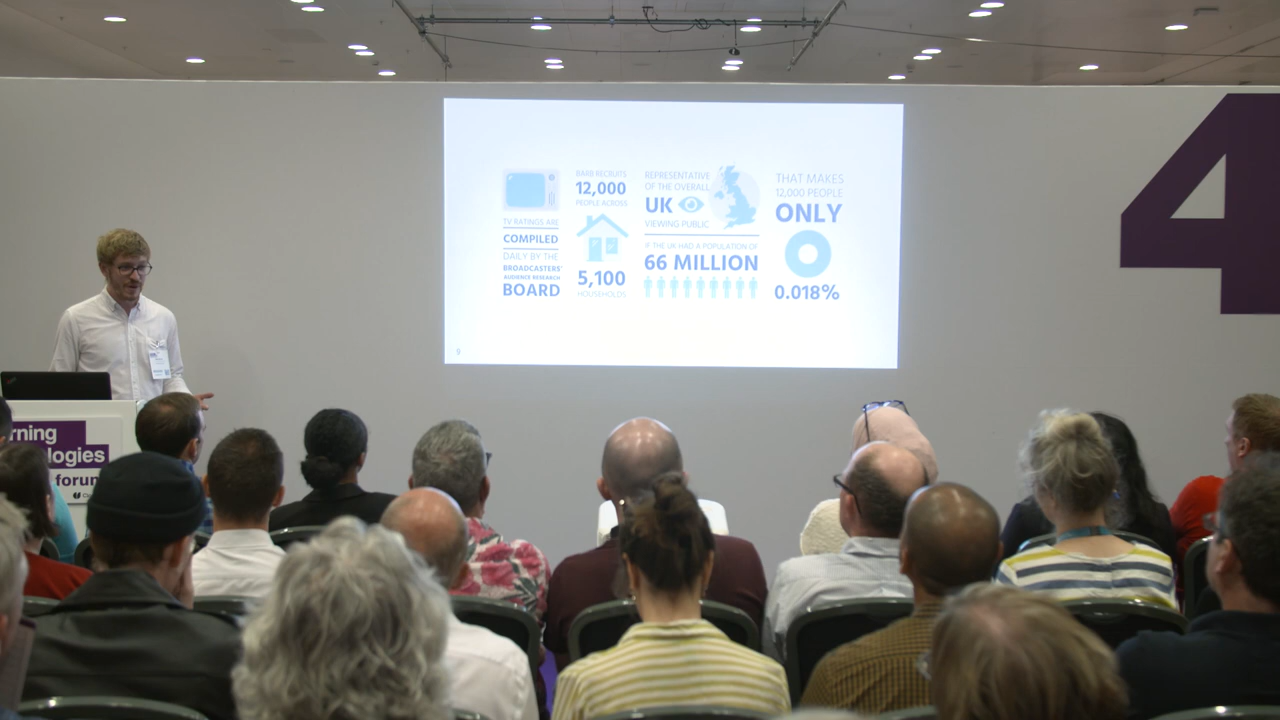 TV RATINGS ARE
COMPILED
DAILY BY THE
BROADCASTERS'
AUDIENCE RESEARCH
BOARD
BARB RECRUITS
12,000
PEOPLE ACROSS
5,100
HOUSEHOLDS
REPRESENTATIVE
OF THE OVERALL
UK
VIEWING PUBLIC
IF THE UK HAD A POPULATION OF
66 MILLION
THAT MAKES
12,000 PEOPLE
ONLY
0.018%
9
4
rning
ologies
forum